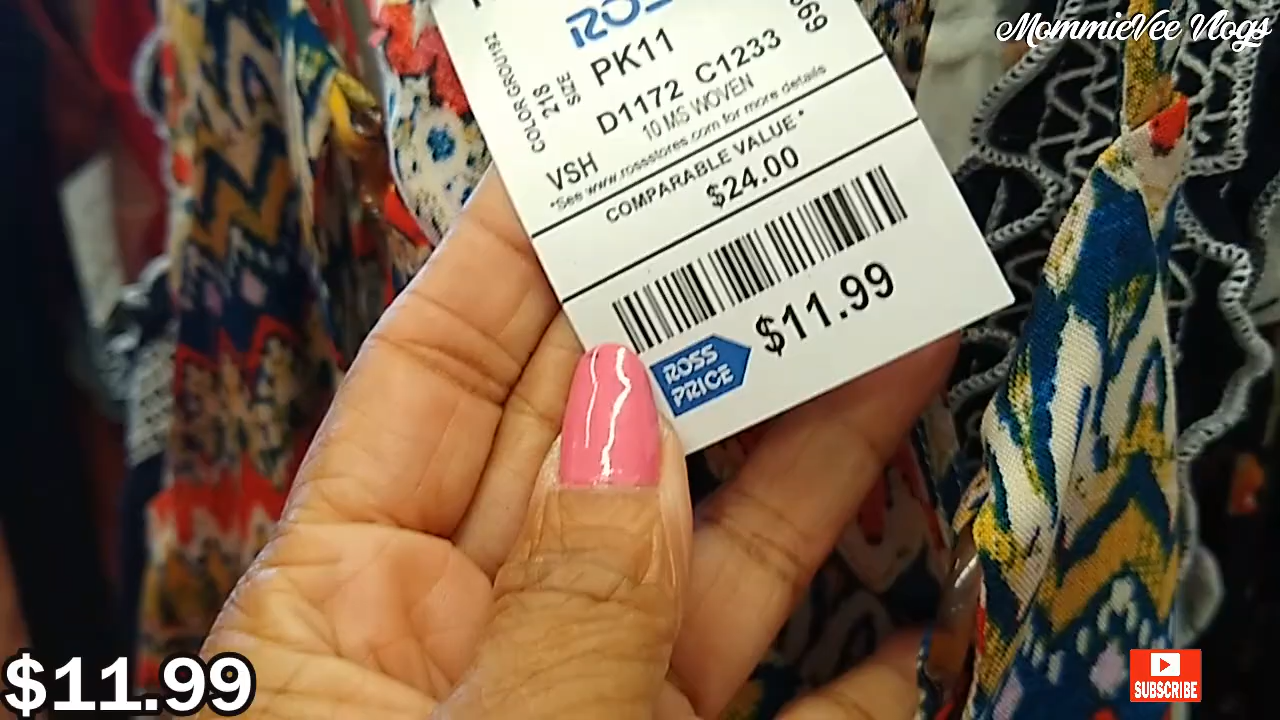 MommieVee Vlogs
ROSS
COLOR GROU192
218
SIZE
PK11
D1172 C1233
10 MS WOVEN
VSH
*See www.rossstores.com for more details
COMPARABLE VALUE*
$24.00
$11.99
ROSS
PRICE
$11.99
SUBSCRIBE